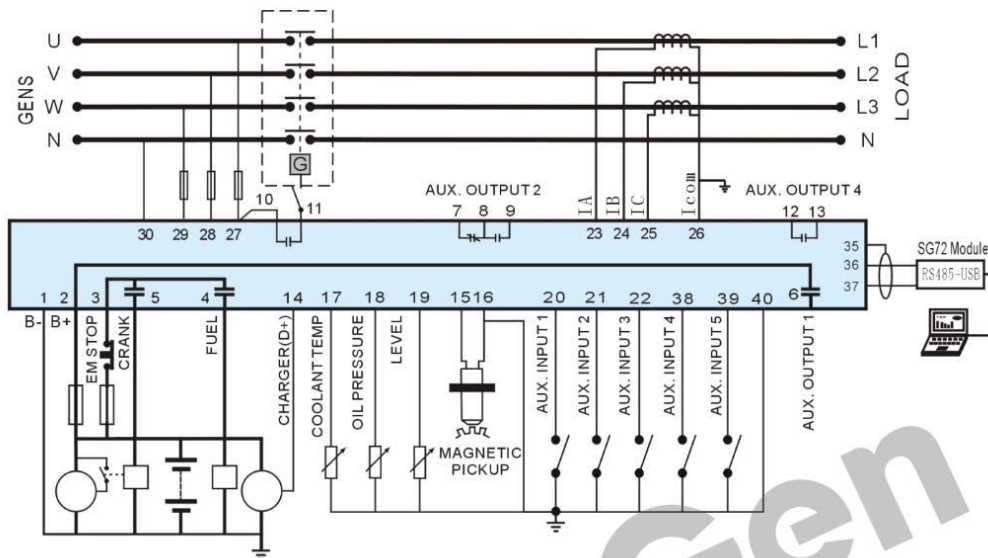 GENS
U
V
W
N
L1
L2
L3
N
LOAD
G
10
11
AUX. OUTPUT 2
7 8 9
IA
IB
IC
Icom
AUX. OUTPUT 4
12 13
30 29 28 27
23 24 25 26
35
36
37
SG72 Module
RS485-USB
1 2 3 5 4 14 17 18 19 15 16 20 21 22 38 39 40 6
B- B+
EM STOP
CRANK
FUEL
CHARGER(D+)
COOLANT TEMP
OIL PRESSURE
LEVEL
MAGNETIC
PICKUP
AUX. INPUT 1
AUX. INPUT 2
AUX. INPUT 3
AUX. INPUT 4
AUX. INPUT 5
AUX. OUTPUT 1
Gen